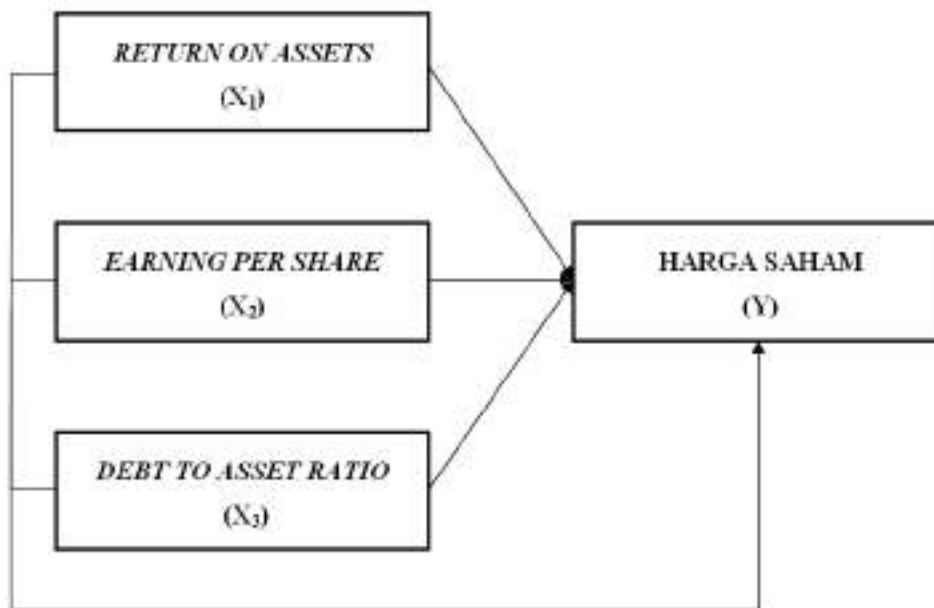 RETURN ON ASSETS
(X₁)
EARNING PER SHARE
(X₂)
HARGA SAHAM
(Y)
DEBT TO ASSET RATIO
(X₃)